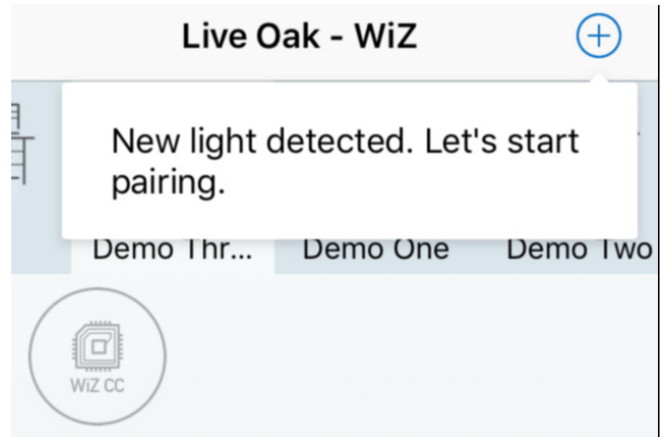 Live Oak - WiZ
New light detected. Let's start
pairing.
Demo Thr...
Demo One
Demo Two
WiZ CC